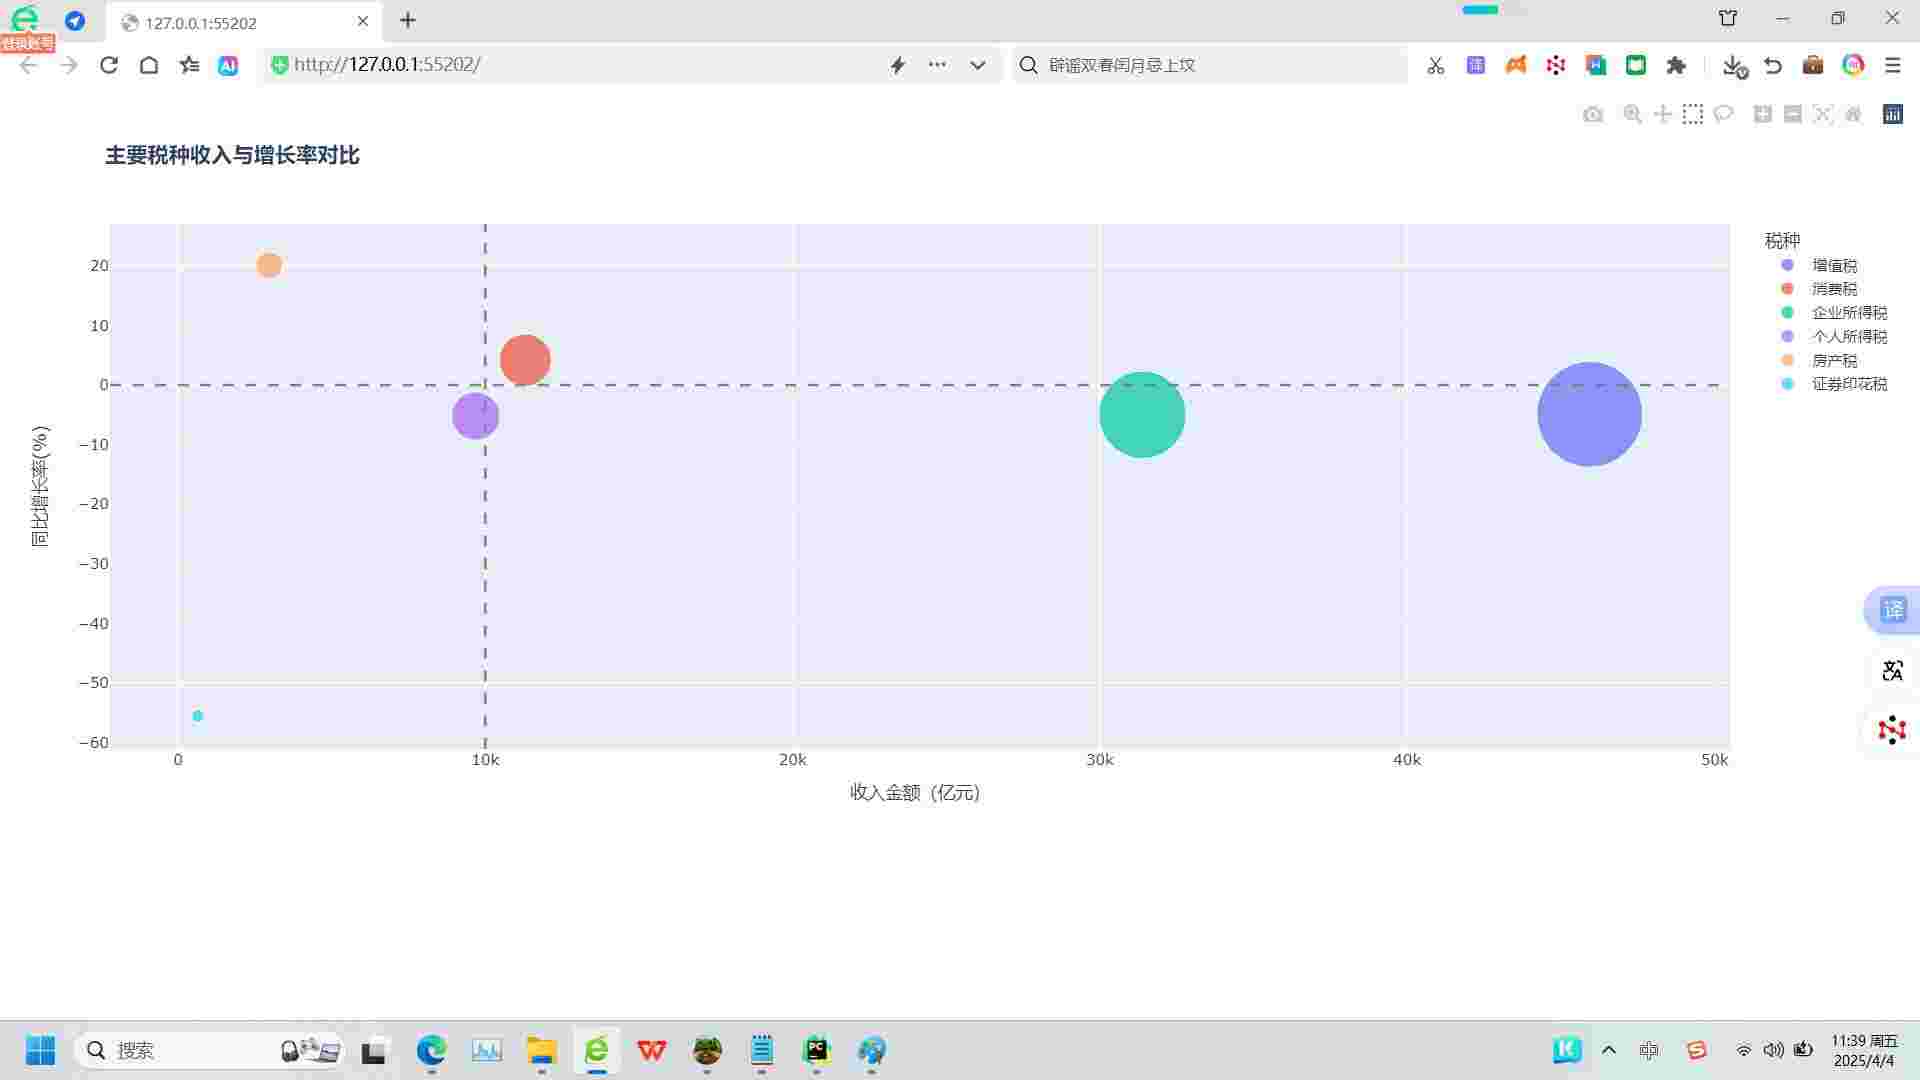 登录账号
127.0.0.1:55202
http://127.0.0.1:55202/
辟谣双春闰月忌上坟
主要税种收入与增长率对比
税种
增值税
消费税
企业所得税
个人所得税
房产税
证券印花税
20
10
0
−10
−20
−30
−40
−50
−60
同比增长率(%)
0
10k
20k
30k
40k
50k
收入金额（亿元）
译
搜索
中
11:39 周五
2025/4/4